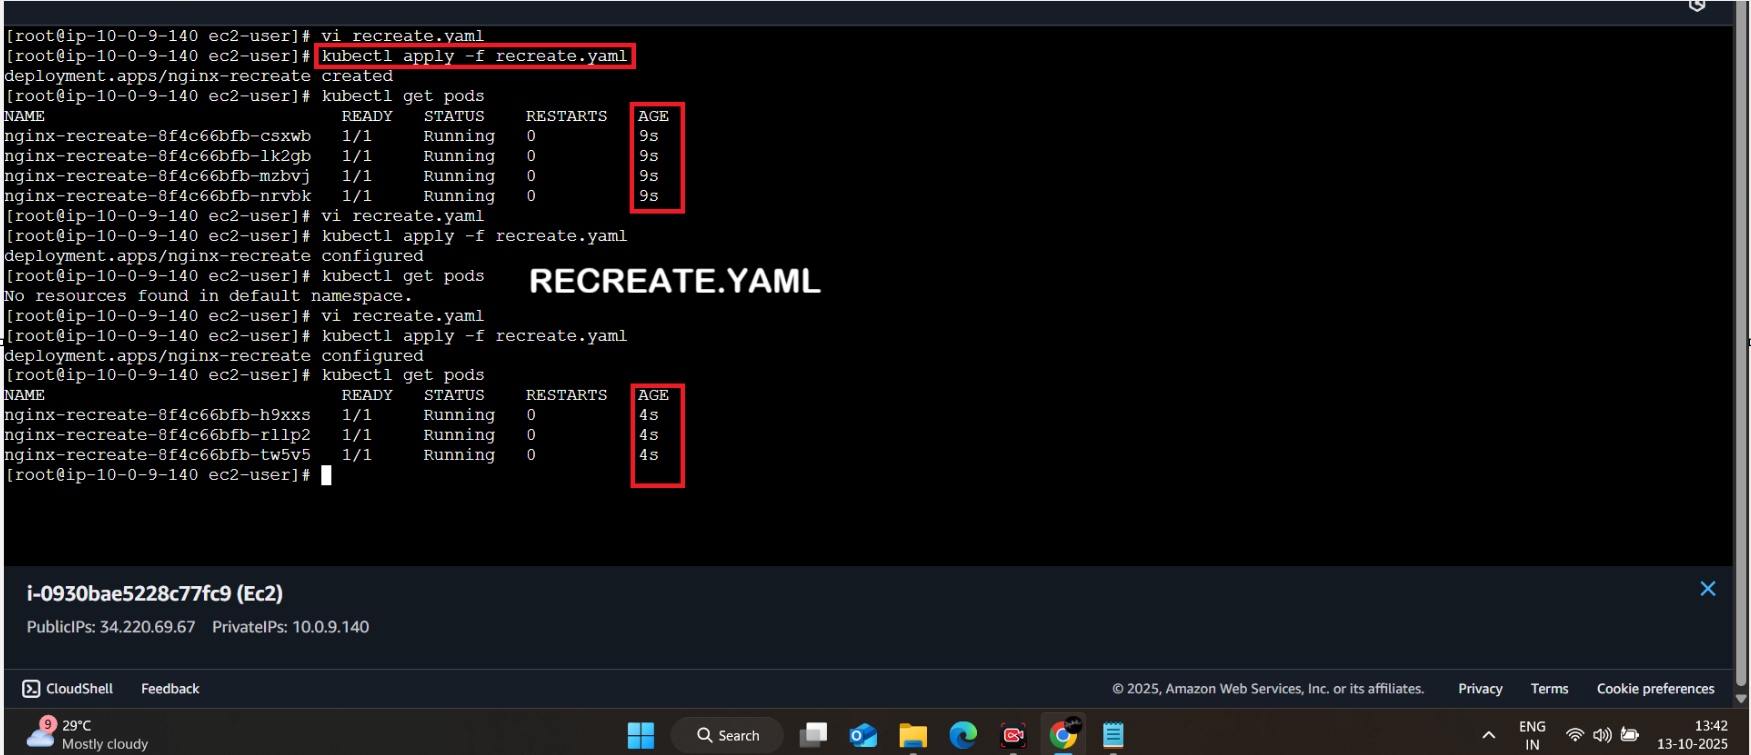 [root@ip-10-0-9-140 ec2-user]# vi recreate.yaml
[root@ip-10-0-9-140 ec2-user]# kubectl apply -f recreate.yaml
deployment.apps/nginx-recreate created
[root@ip-10-0-9-140 ec2-user]# kubectl get pods
NAME READY STATUS RESTARTS AGE
nginx-recreate-8f4c66bfb-csxwb 1/1 Running 0 9s
nginx-recreate-8f4c66bfb-lk2gb 1/1 Running 0 9s
nginx-recreate-8f4c66bfb-mzbvj 1/1 Running 0 9s
nginx-recreate-8f4c66bfb-nrvbk 1/1 Running 0 9s
[root@ip-10-0-9-140 ec2-user]# vi recreate.yaml
[root@ip-10-0-9-140 ec2-user]# kubectl apply -f recreate.yaml
deployment.apps/nginx-recreate configured
[root@ip-10-0-9-140 ec2-user]# kubectl get pods
RECREATE.YAML
No resources found in default namespace.
[root@ip-10-0-9-140 ec2-user]# vi recreate.yaml
[root@ip-10-0-9-140 ec2-user]# kubectl apply -f recreate.yaml
deployment.apps/nginx-recreate configured
[root@ip-10-0-9-140 ec2-user]# kubectl get pods
NAME READY STATUS RESTARTS AGE
nginx-recreate-8f4c66bfb-h9xxs 1/1 Running 0 4s
nginx-recreate-8f4c66bfb-rllp2 1/1 Running 0 4s
nginx-recreate-8f4c66bfb-tw5v5 1/1 Running 0 4s
[root@ip-10-0-9-140 ec2-user]#
i-0930bae5228c77fc9 (Ec2)
PublicIPs: 34.220.69.67 PrivateIPs: 10.0.9.140
CloudShell Feedback © 2025, Amazon Web Services, Inc. or its affiliates. Privacy Terms Cookie preferences
9 29°C
Mostly cloudy
Search
ENG
IN
13:42
13-10-2025